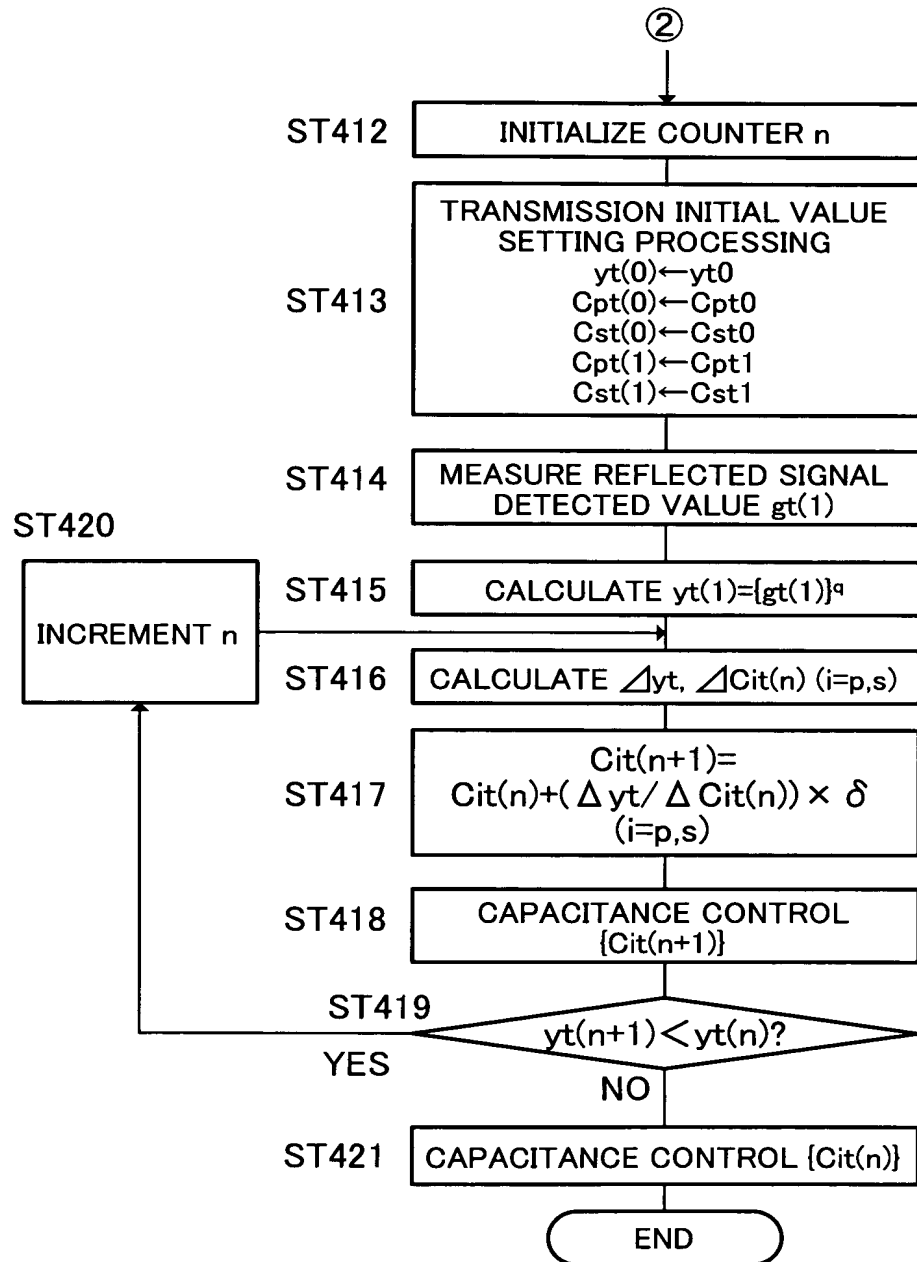 ②
ST412
INITIALIZE COUNTER n
ST413
TRANSMISSION INITIAL VALUE
SETTING PROCESSING
yt(0)←yt0
Cpt(0)←Cpt0
Cst(0)←Cst0
Cpt(1)←Cpt1
Cst(1)←Cst1
ST414
MEASURE REFLECTED SIGNAL
DETECTED VALUE gt(1)
ST420
INCREMENT n
ST415
CALCULATE yt(1)={gt(1)}^q
ST416
CALCULATE ⊿yt, ⊿Cit(n) (i=p,s)
ST417
Cit(n+1)=
Cit(n)+(Δyt/ΔCit(n))×δ
(i=p,s)
ST418
CAPACITANCE CONTROL
{Cit(n+1)}
ST419
yt(n+1)<yt(n)?
YES
NO
ST421
CAPACITANCE CONTROL {Cit(n)}
END